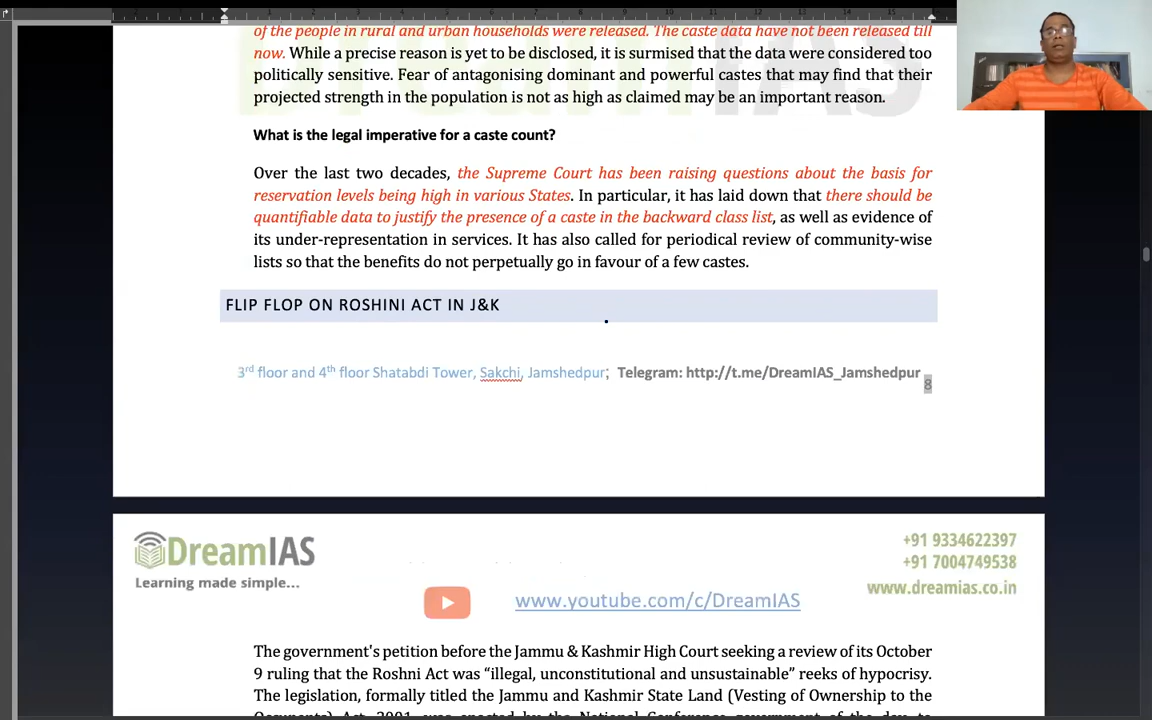 of the people in rural and urban households were released. The caste data have not been released till
now. While a precise reason is yet to be disclosed, it is surmised that the data were considered too
politically sensitive. Fear of antagonising dominant and powerful castes that may find that their
projected strength in the population is not as high as claimed may be an important reason.
What is the legal imperative for a caste count?
Over the last two decades, the Supreme Court has been raising questions about the basis for
reservation levels being high in various States. In particular, it has laid down that there should be
quantifiable data to justify the presence of a caste in the backward class list, as well as evidence of
its under-representation in services. It has also called for periodical review of community-wise
lists so that the benefits do not perpetually go in favour of a few castes.
FLIP FLOP ON ROSHINI ACT IN J&K
3rd floor and 4th floor Shatabdi Tower, Sakchi, Jamshedpur; Telegram: http://t.me/DreamIAS_Jamshedpur
8
DreamIAS
Learning made simple...
+91 9334622397
+91 7004749538
www.dreamias.co.in
www.youtube.com/c/DreamIAS
The government's petition before the Jammu & Kashmir High Court seeking a review of its October
9 ruling that the Roshni Act was “illegal, unconstitutional and unsustainable” reeks of hypocrisy.
The legislation, formally titled the Jammu and Kashmir State Land (Vesting of Ownership to the